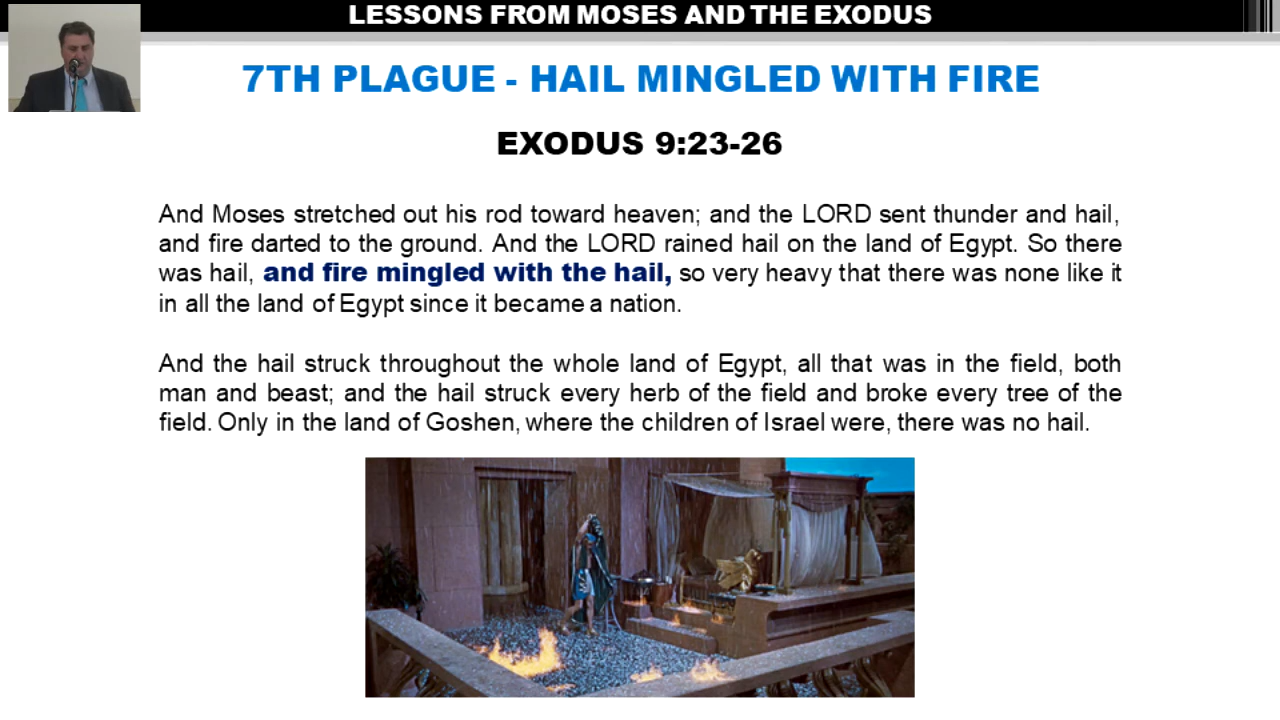 LESSONS FROM MOSES AND THE EXODUS
7TH PLAGUE - HAIL MINGLED WITH FIRE
EXODUS 9:23-26
And Moses stretched out his rod toward heaven; and the LORD sent thunder and hail,
and fire darted to the ground. And the LORD rained hail on the land of Egypt. So there
was hail, and fire mingled with the hail, so very heavy that there was none like it
in all the land of Egypt since it became a nation.
And the hail struck throughout the whole land of Egypt, all that was in the field, both
man and beast; and the hail struck every herb of the field and broke every tree of the
field. Only in the land of Goshen, where the children of Israel were, there was no hail.